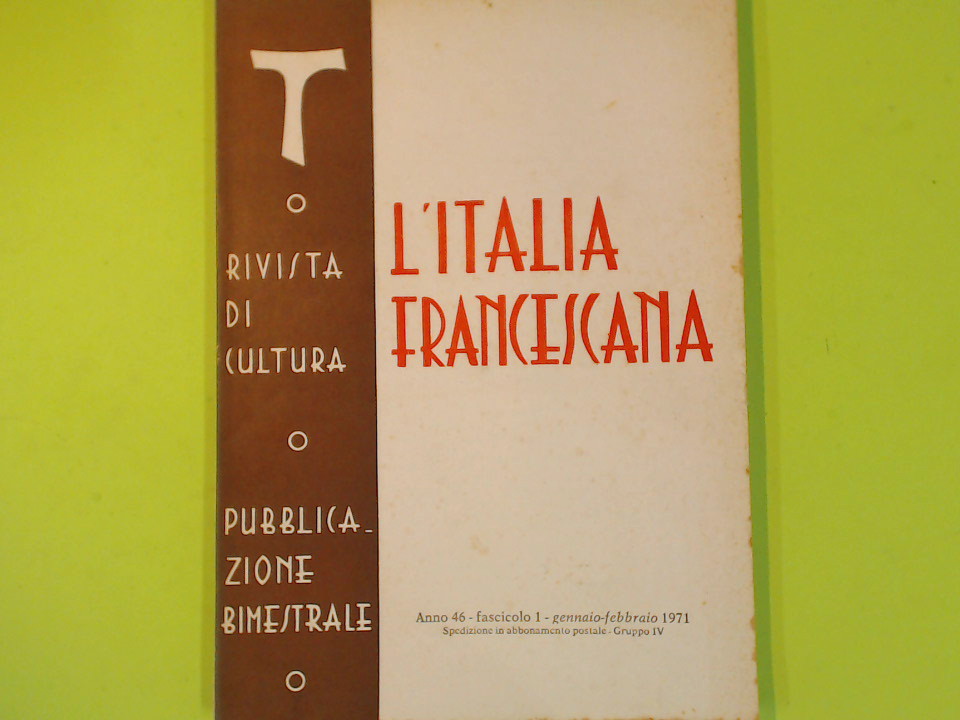 RIVISTA
DI
CULTURA
PUBBLICA-
ZIONE
BIMESTRALE
L'ITALIA
FRANCESCANA
Anno 46 - fascicolo 1 - gennaio-febbraio 1971
Spedizione in abbonamento postale - Gruppo IV